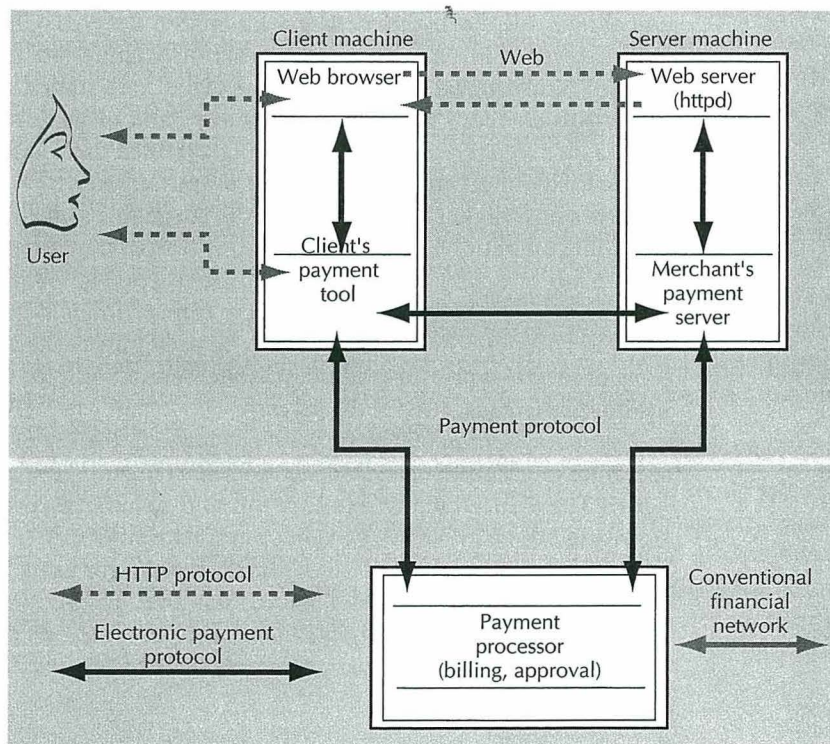 Client machine
Server machine
Web browser
Web
Web server
(httpd)
User
Client's
payment
tool
Merchant's
payment
server
Payment protocol
HTTP protocol
Electronic payment
protocol
Payment
processor
(billing, approval)
Conventional
financial
network